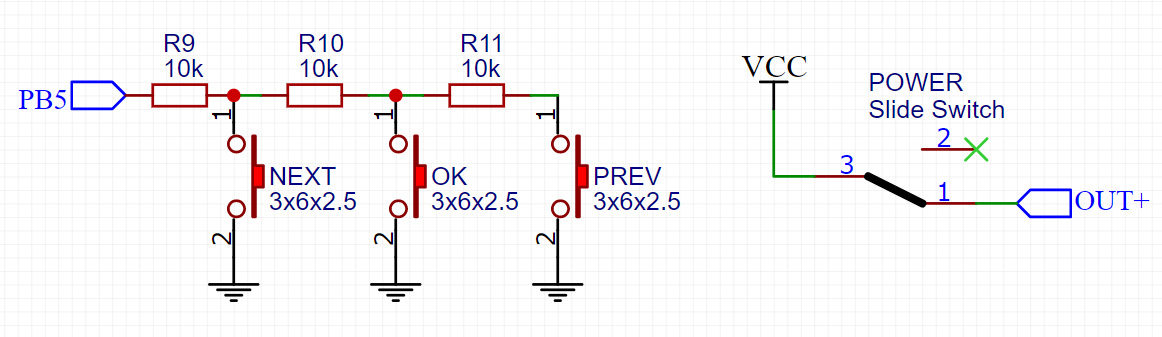 R9
10k
R10
10k
R11
10k
PB5
1
1
1
NEXT
3x6x2.5
OK
3x6x2.5
PREV
3x6x2.5
2
2
2
VCC
POWER
Slide Switch
2
3
1
OUT+